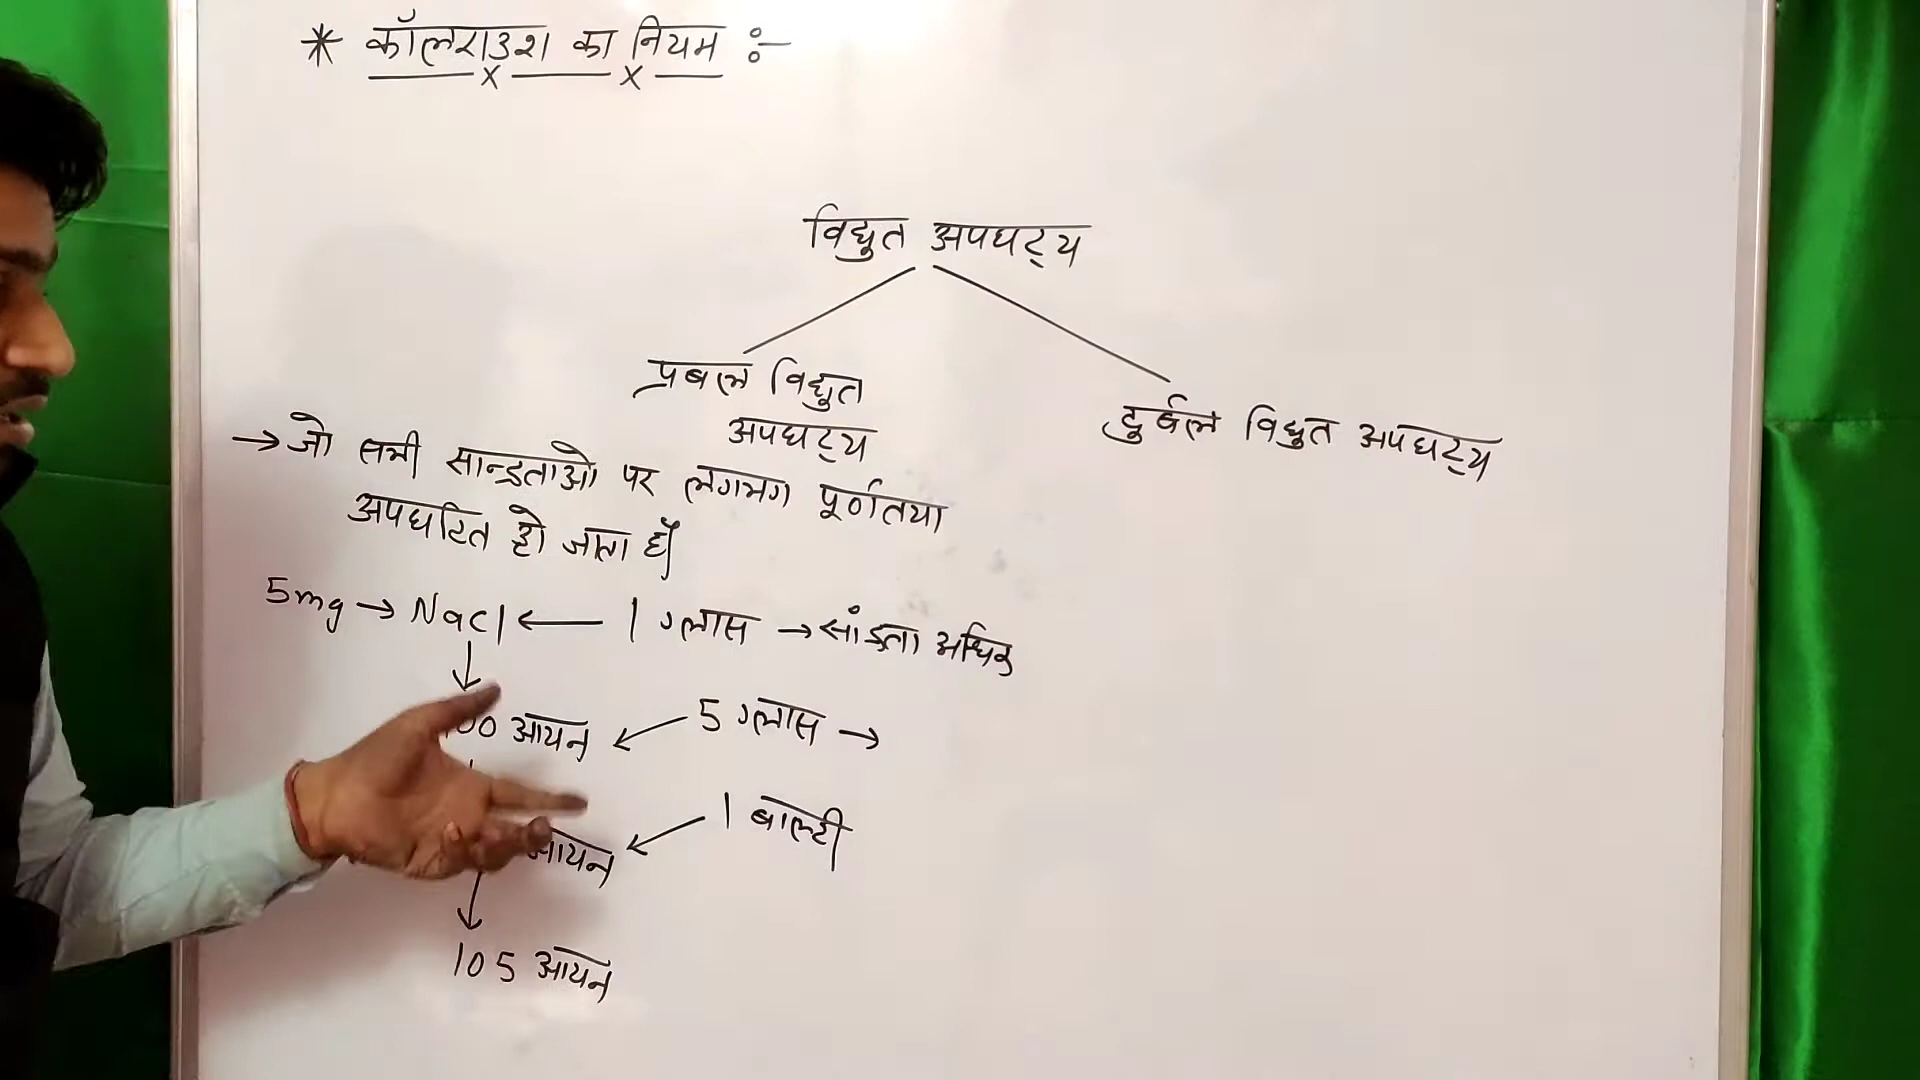 * कॉलराउश का नियम :-
विद्युत अपघट्य
प्रबल विद्युत
अपघट्य
दुर्बल विद्युत अपघट्य
→ जो सभी सान्द्रताओ पर लगभग पूर्णतया
अपघटित हो जाता है।
5mg → NaCl ← 1 ग्लास → सांद्रता अधिक
↓
00 आयन ← 5 ग्लास →
आयन ← 1 बाल्टी
↓
105 आयन